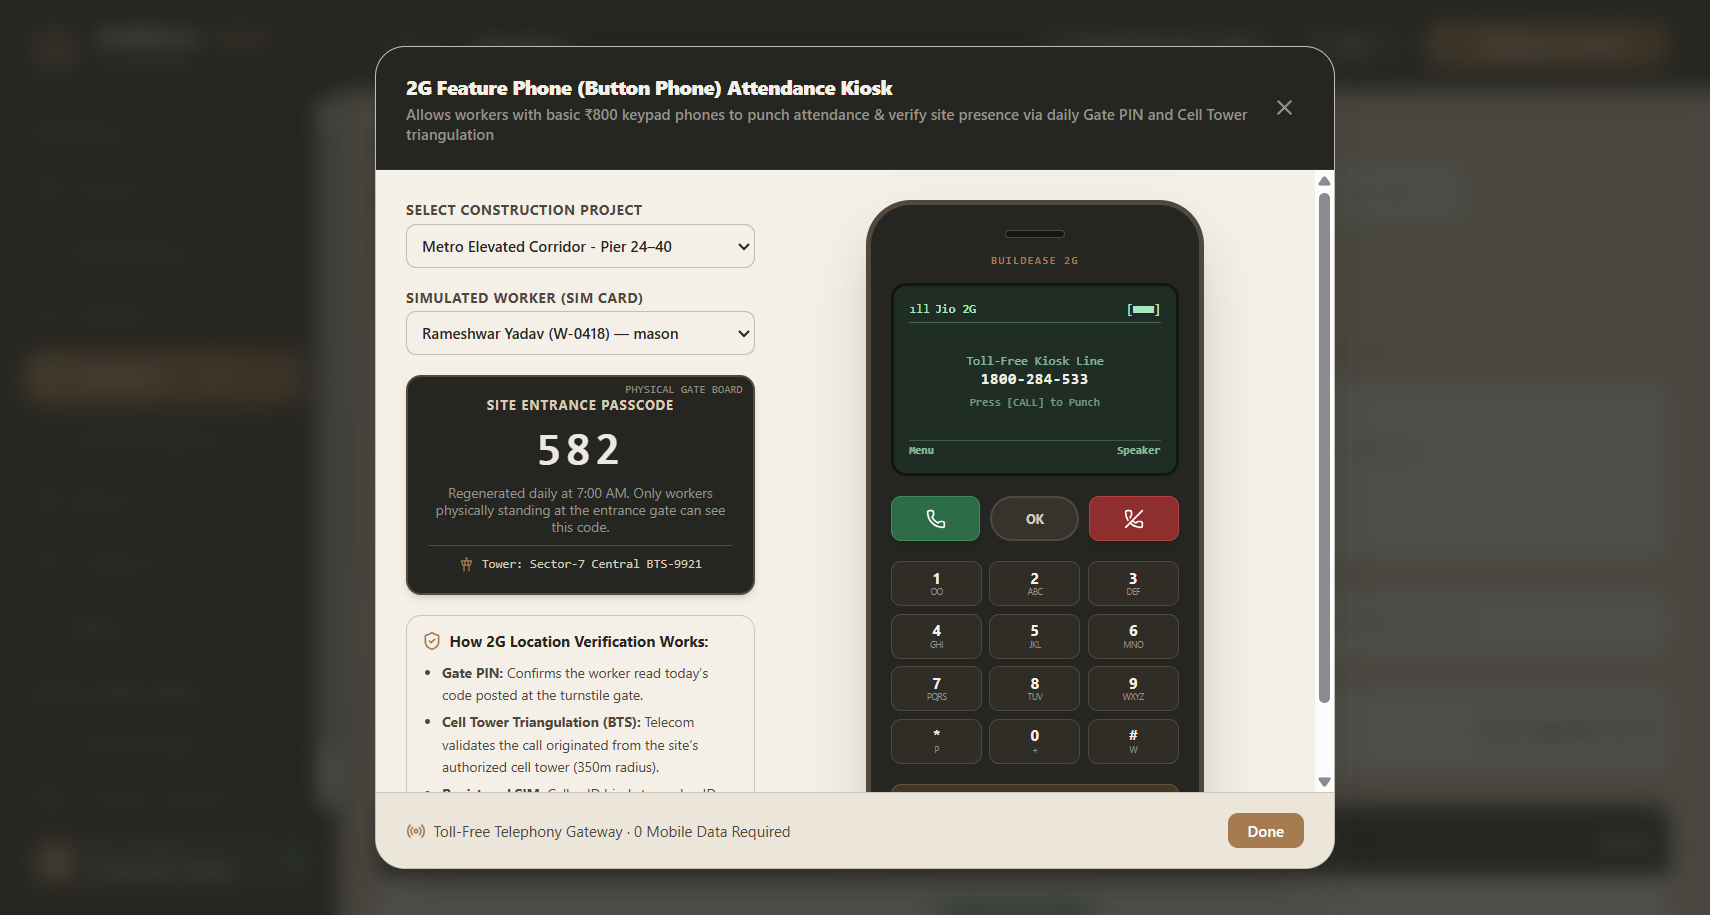 2G Feature Phone (Button Phone) Attendance Kiosk
Allows workers with basic ₹800 keypad phones to punch attendance & verify site presence via daily Gate PIN and Cell Tower
triangulation
SELECT CONSTRUCTION PROJECT
Metro Elevated Corridor - Pier 24–40
SIMULATED WORKER (SIM CARD)
Rameshwar Yadav (W-0418) — mason
PHYSICAL GATE BOARD
SITE ENTRANCE PASSCODE
582
Regenerated daily at 7:00 AM. Only workers
physically standing at the entrance gate can see
this code.
Tower: Sector-7 Central BTS-9921
How 2G Location Verification Works:
• Gate PIN: Confirms the worker read today's
code posted at the turnstile gate.
• Cell Tower Triangulation (BTS): Telecom
validates the call originated from the site's
authorized cell tower (350m radius).
BUILDEASE 2G
Jio 2G
Toll-Free Kiosk Line
1800-284-533
Press [CALL] to Punch
Menu Speaker
OK
1 2 3
OO ABC DEF
4 5 6
GHI JKL MNO
7 8 9
PQRS TUV WXYZ
* 0 #
P + W
Toll-Free Telephony Gateway · 0 Mobile Data Required
Done